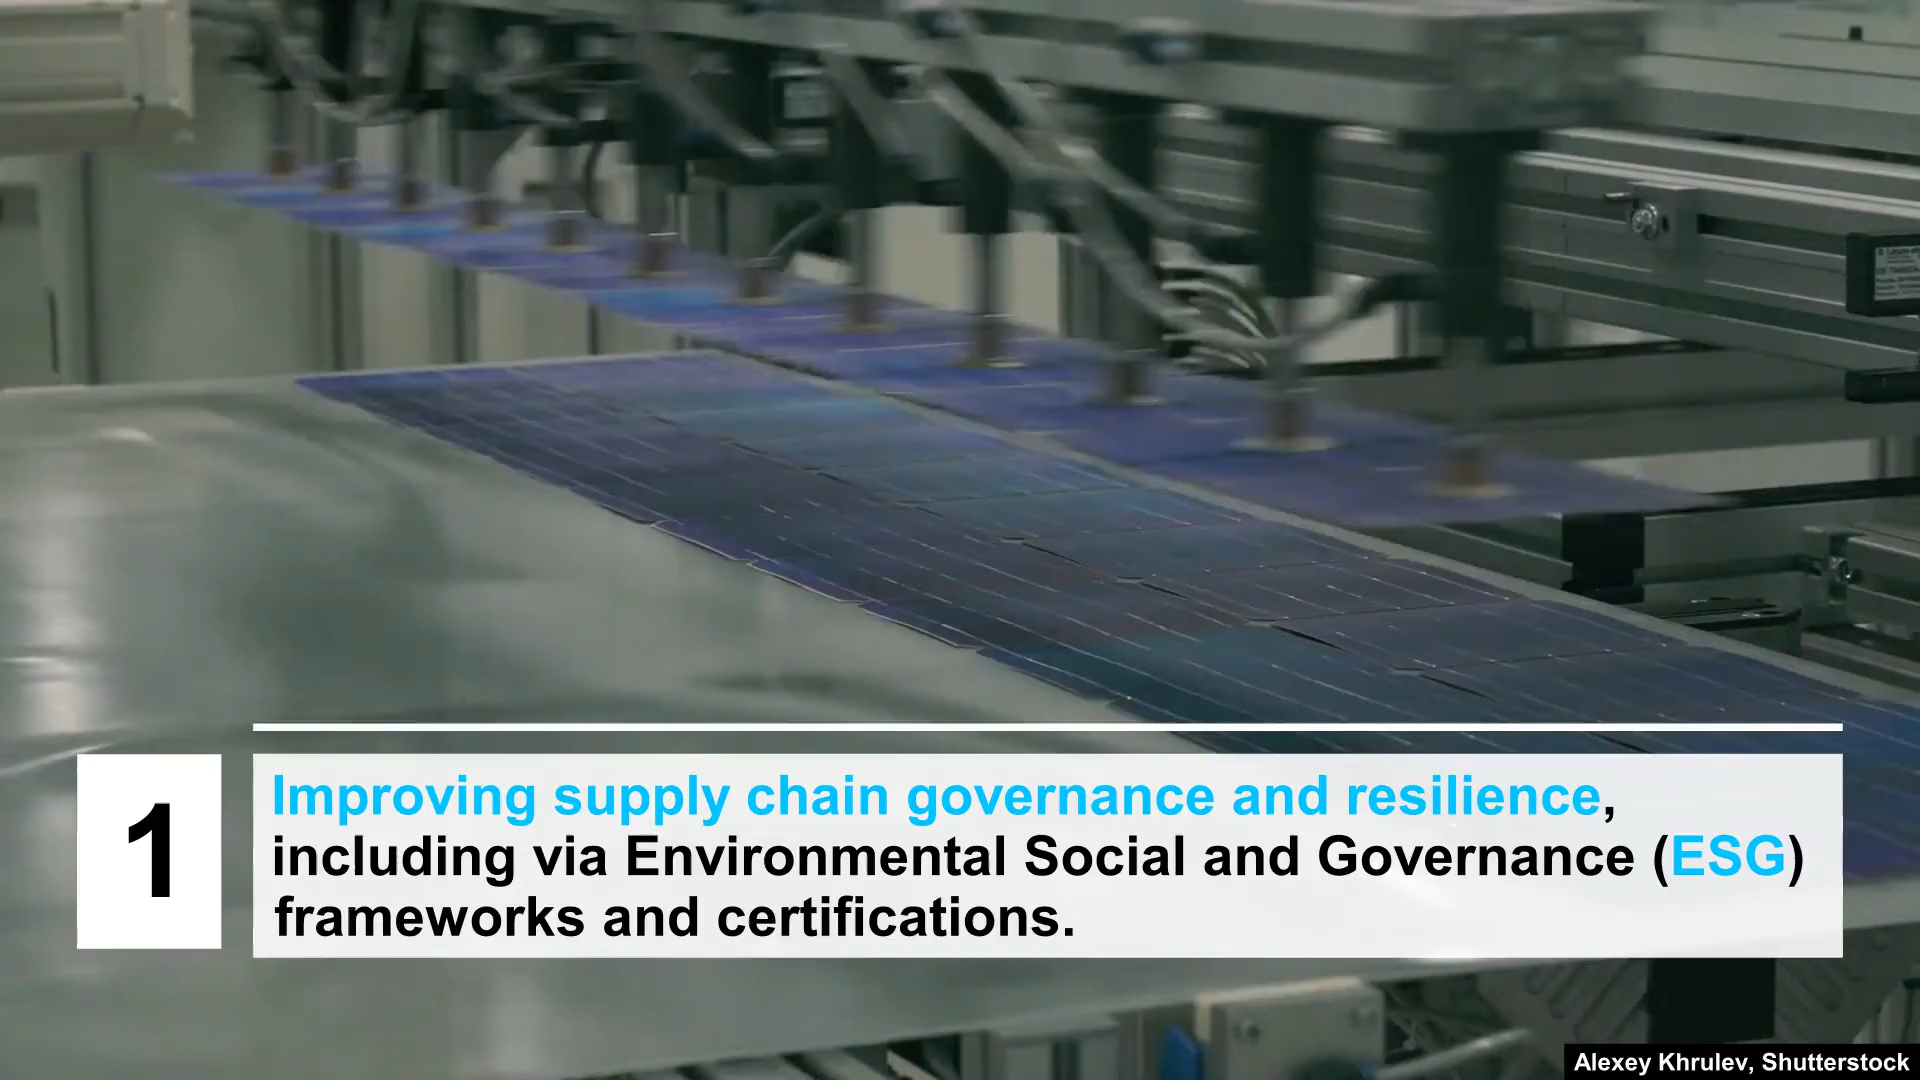 1
Improving supply chain governance and resilience,
including via Environmental Social and Governance (ESG)
frameworks and certifications.
Alexey Khrulev, Shutterstock